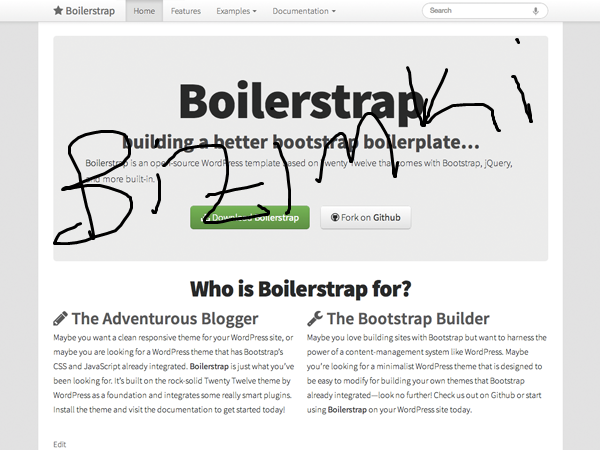 Boilerstrap Home Features Examples Documentation Search
Boilerstrap
building a better bootstrap boilerplate...
Boilerstrap is an open-source WordPress template based on Twenty Twelve that comes with Bootstrap, jQuery,
and more built-in.
Birzimki
Download Boilerstrap Fork on Github
Who is Boilerstrap for?
The Adventurous Blogger
Maybe you want a clean responsive theme for your WordPress site, or
maybe you are looking for a WordPress theme that has Bootstrap's
CSS and JavaScript already integrated. Boilerstrap is just what you've
been looking for. It's built on the rock-solid Twenty Twelve theme by
WordPress as a foundation and integrates some really smart plugins.
Install the theme and visit the documentation to get started today!
The Bootstrap Builder
Maybe you love building sites with Bootstrap but want to harness the
power of a content-management system like WordPress. Maybe
you're looking for a minimalist WordPress theme that is designed to
be easy to modify for building your own themes that Bootstrap
already integrated—look no further! Check us out on Github or start
using Boilerstrap on your WordPress site today.
Edit